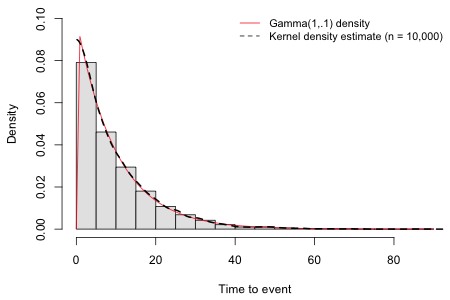 Gamma(1,.1) density
Kernel density estimate (n = 10,000)
Density
0.10
0.08
0.06
0.04
0.02
0.00
0 20 40 60 80
Time to event